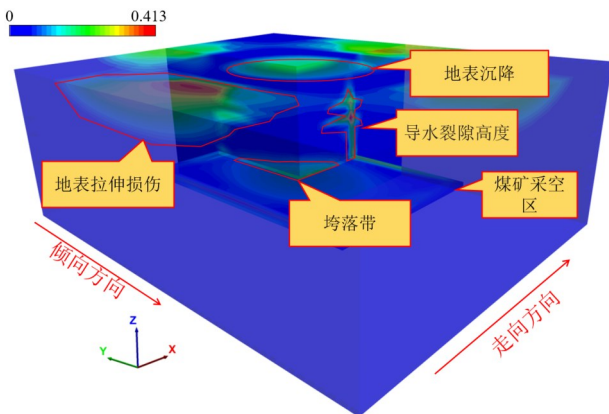 0 0.413
地表沉降
导水裂隙高度
地表拉伸损伤
煤矿采空
区
垮落带
倾向方向
走向方向
Z
Y
X